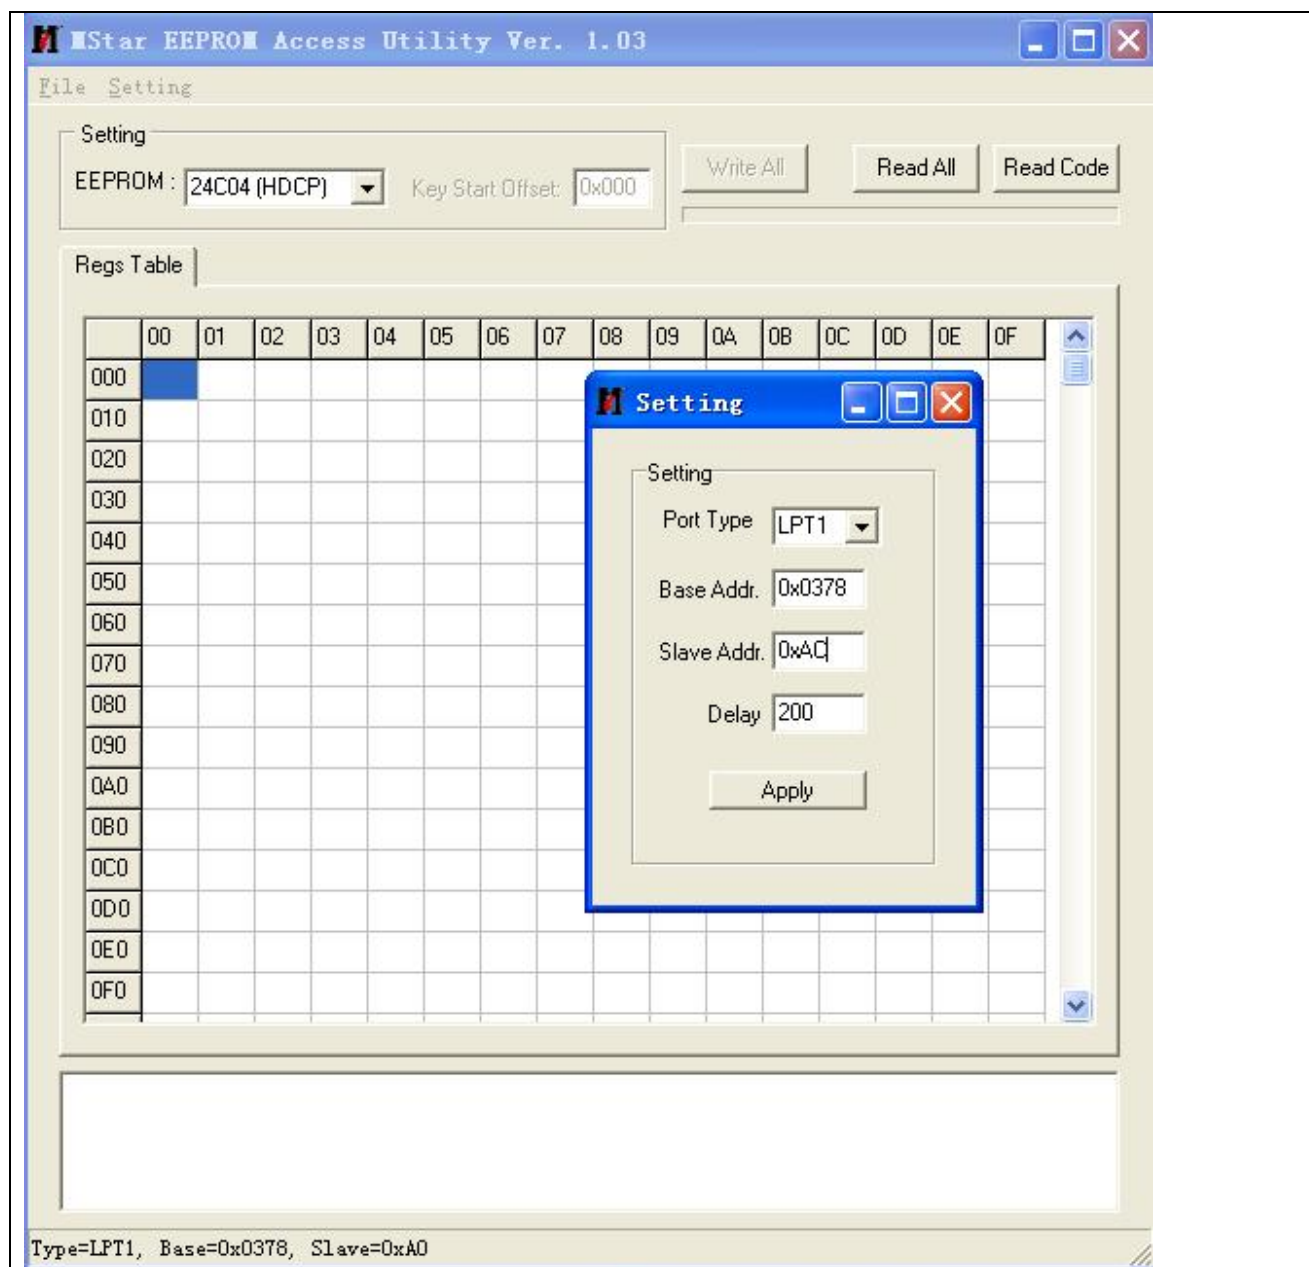 MStar EEPROM Access Utility Ver. 1.03
File Setting
Setting
EEPROM : 24C04 (HDCP) Key Start Offset: 0x000 Write All Read All Read Code
Regs Table
00 01 02 03 04 05 06 07 08 09 0A 0B 0C 0D 0E 0F
000
010
020
030
040
050
060
070
080
090
0A0
0B0
0C0
0D0
0E0
0F0
Setting
Setting
Port Type LPT1
Base Addr. 0x0378
Slave Addr. 0xAC
Delay 200
Apply
Type=LPT1, Base=0x0378, Slave=0xA0